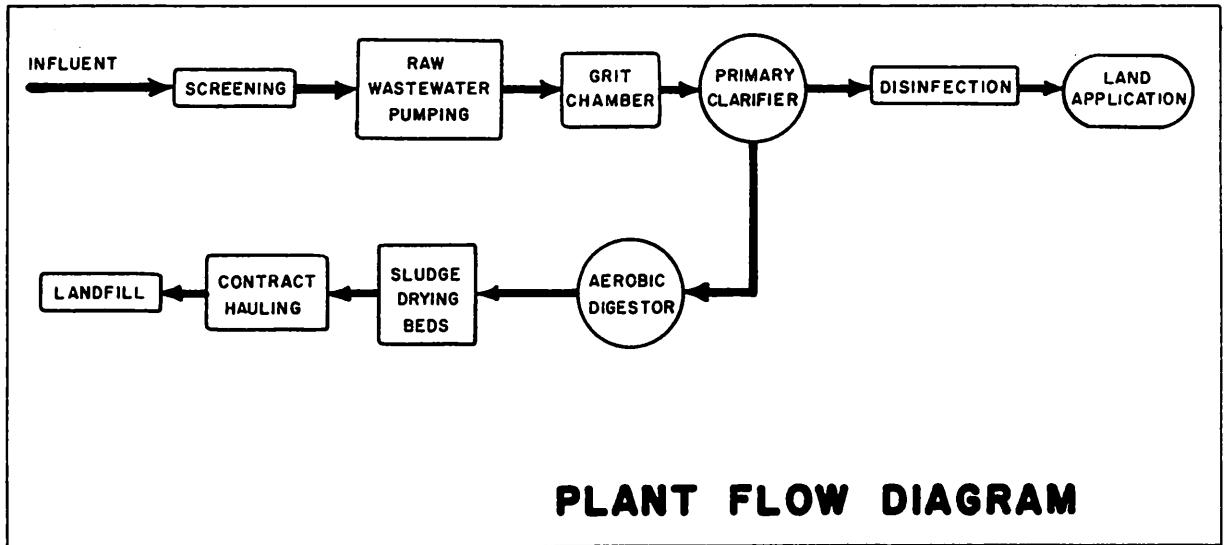 INFLUENT
SCREENING
RAW
WASTEWATER
PUMPING
GRIT
CHAMBER
PRIMARY
CLARIFIER
DISINFECTION
LAND
APPLICATION
LANDFILL
CONTRACT
HAULING
SLUDGE
DRYING
BEDS
AEROBIC
DIGESTOR
PLANT FLOW DIAGRAM